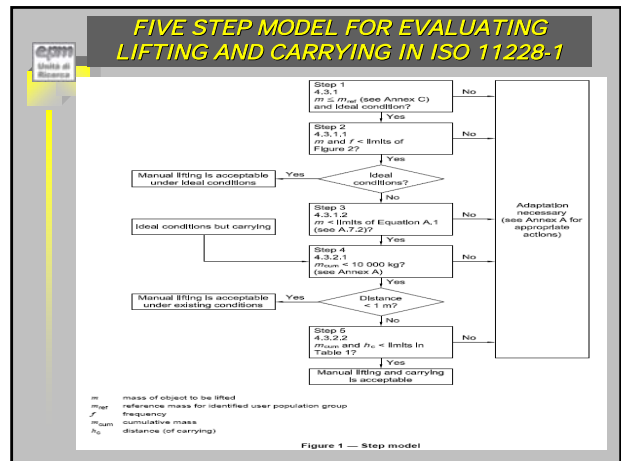 FIVE STEP MODEL FOR EVALUATING
LIFTING AND CARRYING IN ISO 11228-1
epm
Unità di
Ricerca
Step 1
4.3.1
m ≤ mref (see Annex C)
and ideal condition?
No
Yes
Step 2
4.3.1.1
m and f < limits of
Figure 2?
No
Yes
Manual lifting is acceptable
under ideal conditions
Yes
Ideal
conditions?
No
Step 3
4.3.1.2
m < limits of Equation A.1
(see A.7.2)?
No
Yes
Adaptation
necessary
(see Annex A for
appropriate
actions)
Ideal conditions but carrying
Step 4
4.3.2.1
mcum < 10 000 kg?
(see Annex A)
No
Yes
Manual lifting is acceptable
under existing conditions
Yes
Distance
< 1 m?
No
Step 5
4.3.2.2
mcum and hc < limits in
Table 1?
No
Yes
Manual lifting and carrying
is acceptable
m mass of object to be lifted
mref reference mass for identified user population group
f frequency
mcum cumulative mass
hc distance (of carrying)
Figure 1 — Step model